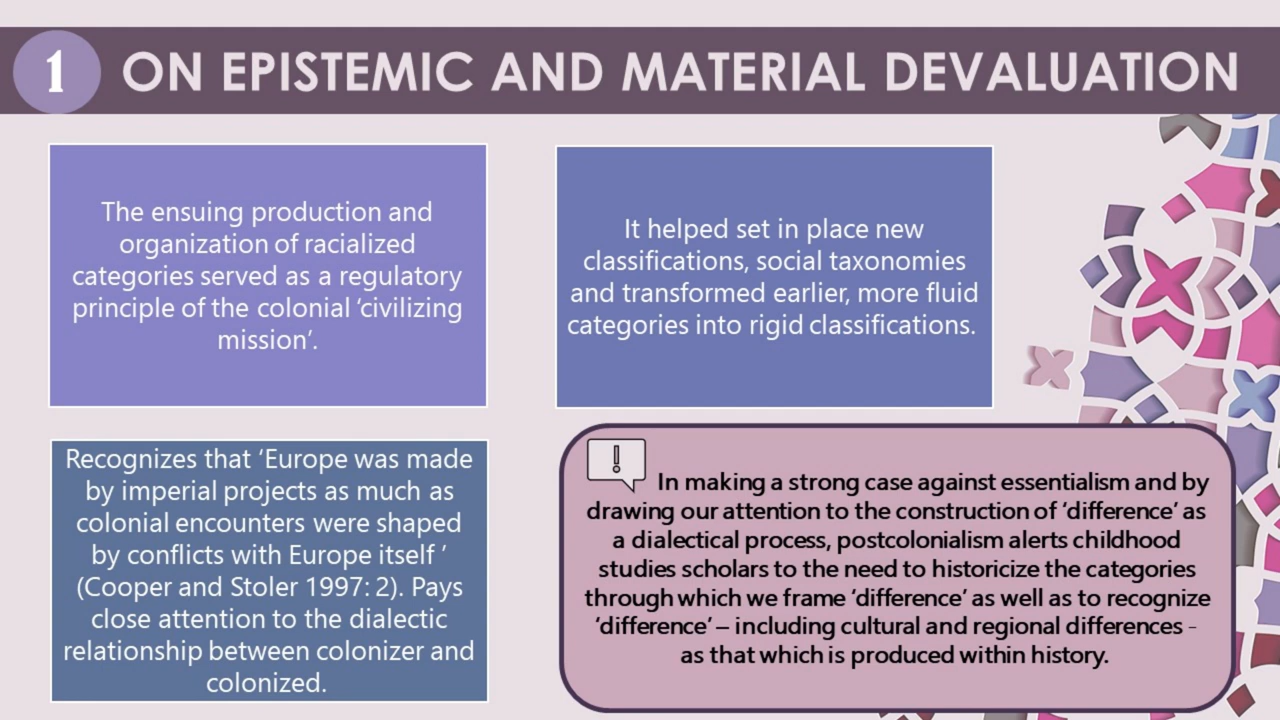 1 ON EPISTEMIC AND MATERIAL DEVALUATION
The ensuing production and
organization of racialized
categories served as a regulatory
principle of the colonial ‘civilizing
mission’.
It helped set in place new
classifications, social taxonomies
and transformed earlier, more fluid
categories into rigid classifications.
Recognizes that ‘Europe was made
by imperial projects as much as
colonial encounters were shaped
by conflicts with Europe itself ’
(Cooper and Stoler 1997: 2). Pays
close attention to the dialectic
relationship between colonizer and
colonized.
!
In making a strong case against essentialism and by
drawing our attention to the construction of ‘difference’ as
a dialectical process, postcolonialism alerts childhood
studies scholars to the need to historicize the categories
through which we frame ‘difference’ as well as to recognize
‘difference’ – including cultural and regional differences -
as that which is produced within history.